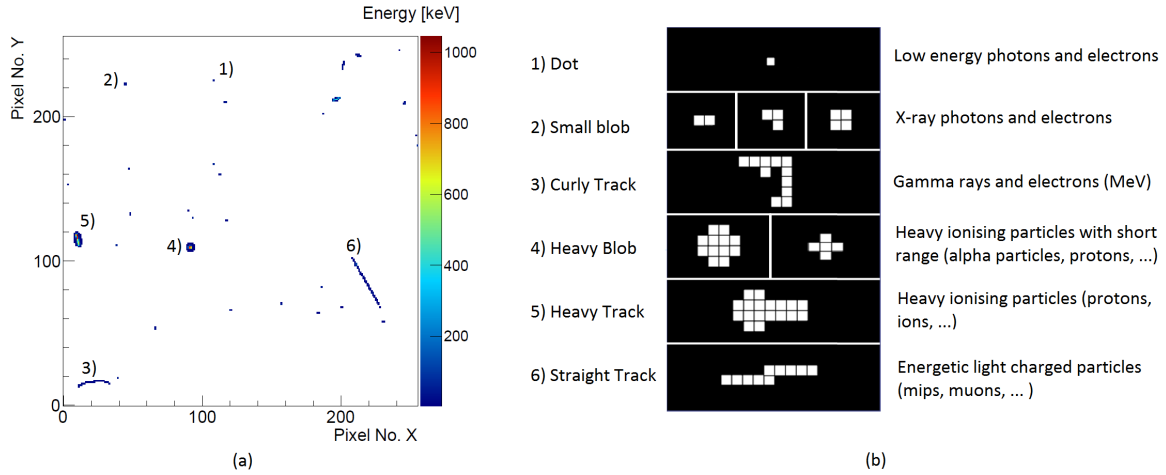 Energy [keV]
(a)
Pixel No. Y
200
100
0
0
100
200
Pixel No. X
1)
2)
5)
4)
6)
3)
1000
800
600
400
200
1) Dot
Low energy photons and electrons
2) Small blob
X-ray photons and electrons
3) Curly Track
Gamma rays and electrons (MeV)
4) Heavy Blob
Heavy ionising particles with short
range (alpha particles, protons, ...)
5) Heavy Track
Heavy ionising particles (protons,
ions, ...)
6) Straight Track
Energetic light charged particles
(mips, muons, ... )
(b)